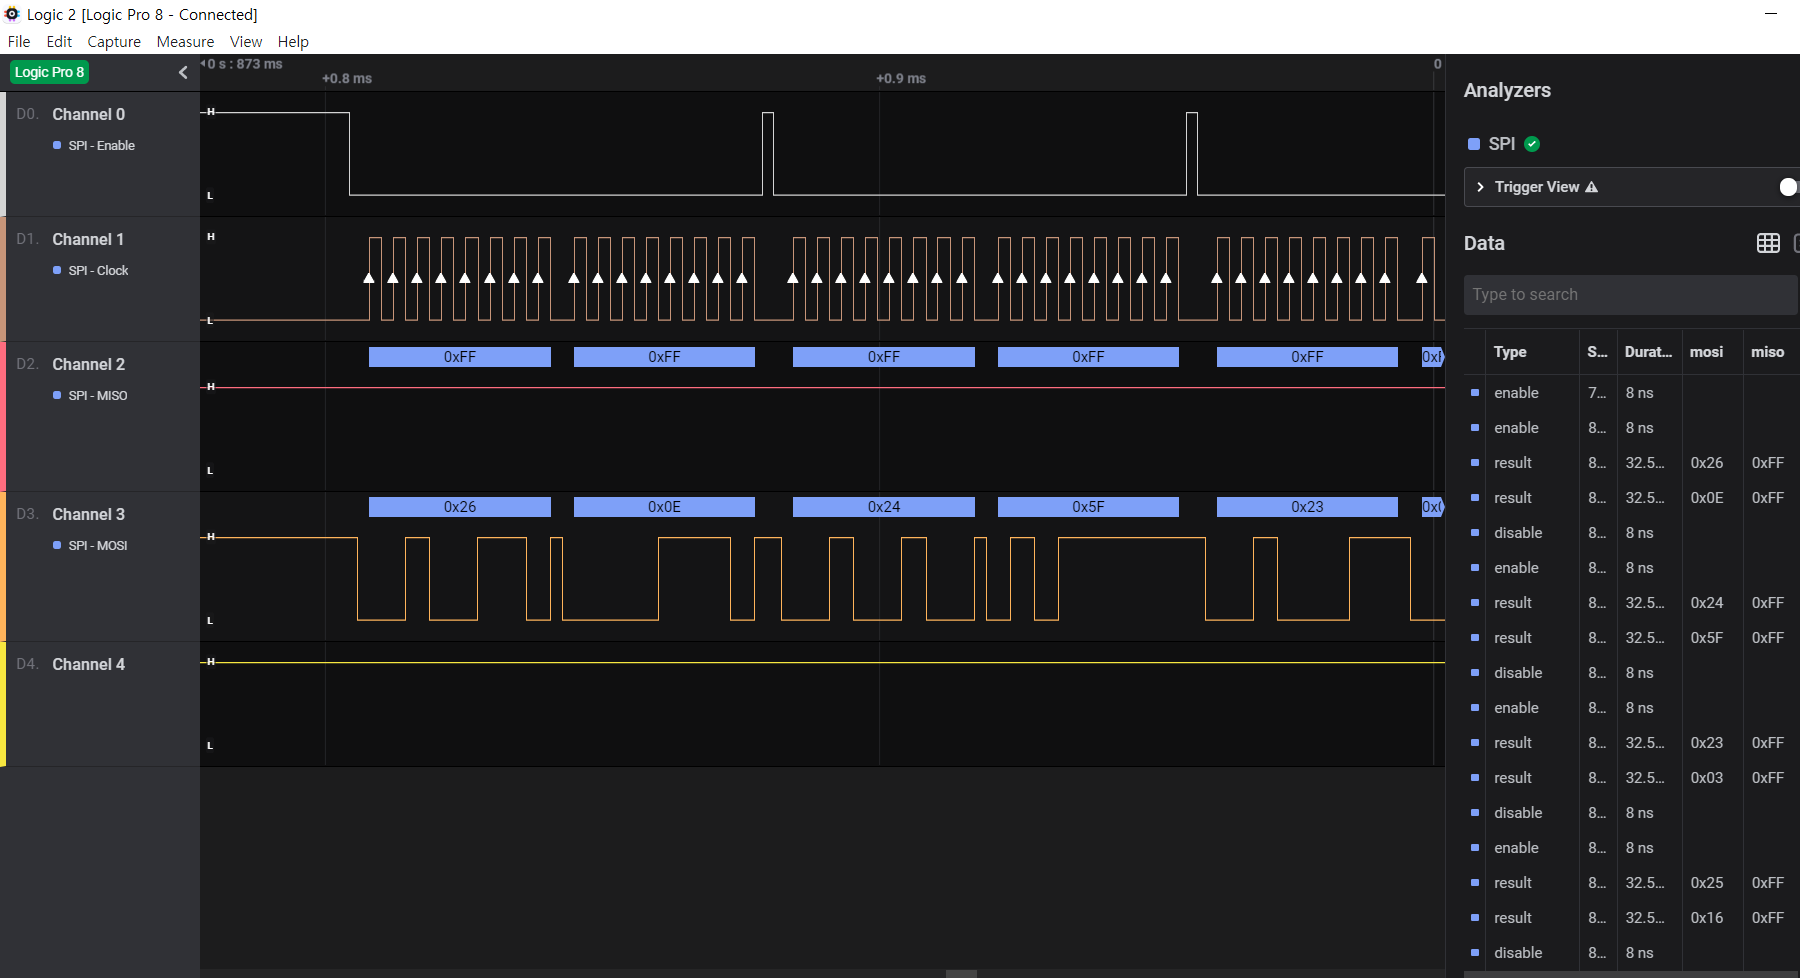 Logic 2 [Logic Pro 8 - Connected]
File Edit Capture Measure View Help
Logic Pro 8
0 s : 873 ms
+0.8 ms +0.9 ms 0
D0. Channel 0
SPI - Enable
H
L
D1. Channel 1
SPI - Clock
H
L
D2. Channel 2
SPI - MISO
0xFF 0xFF 0xFF 0xFF 0xFF
H
L
D3. Channel 3
SPI - MOSI
0x26 0x0E 0x24 0x5F 0x23
H
L
D4. Channel 4
H
L
Analyzers
SPI
Trigger View
Data
Type to search
Type S... Durat... mosi miso
enable 7... 8 ns
enable 8... 8 ns
result 8... 32.5... 0x26 0xFF
result 8... 32.5... 0x0E 0xFF
disable 8... 8 ns
enable 8... 8 ns
result 8... 32.5... 0x24 0xFF
result 8... 32.5... 0x5F 0xFF
disable 8... 8 ns
enable 8... 8 ns
result 8... 32.5... 0x23 0xFF
result 8... 32.5... 0x03 0xFF
disable 8... 8 ns
enable 8... 8 ns
result 8... 32.5... 0x25 0xFF
result 8... 32.5... 0x16 0xFF
disable 8... 8 ns